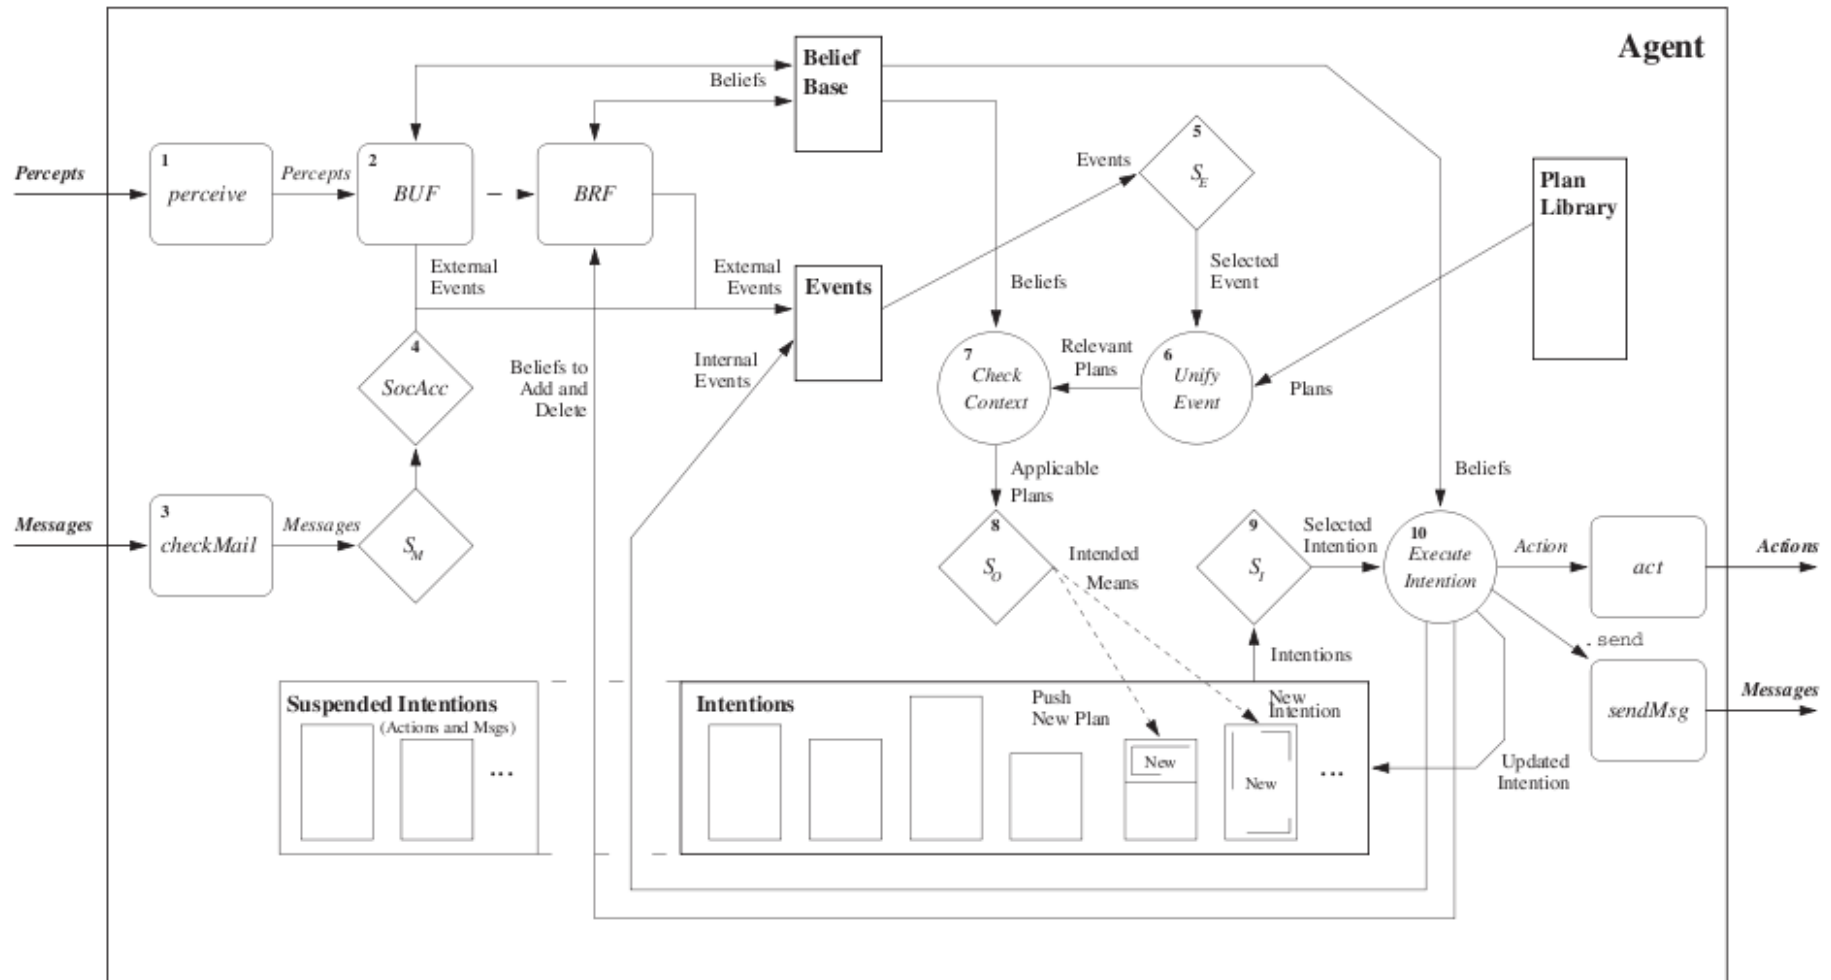 Agent
Belief
Base
Beliefs
5
S_E
Events
Plan
Library
Percepts
1
perceive
Percepts
2
BUF
BRF
External
Events
External
Events
Events
Selected
Event
Beliefs
4
SocAcc
Internal
Events
Beliefs to
Add and
Delete
7
Check
Context
Relevant
Plans
6
Unify
Event
Plans
Applicable
Plans
Beliefs
Messages
3
checkMail
Messages
S_M
8
S_O
Intended
Means
9
S_I
Selected
Intention
10
Execute
Intention
Action
act
Actions
.send
sendMsg
Messages
Intentions
Suspended Intentions
(Actions and Msgs)
...
Intentions
Push
New Plan
New
Intention
New
New
...
Updated
Intention